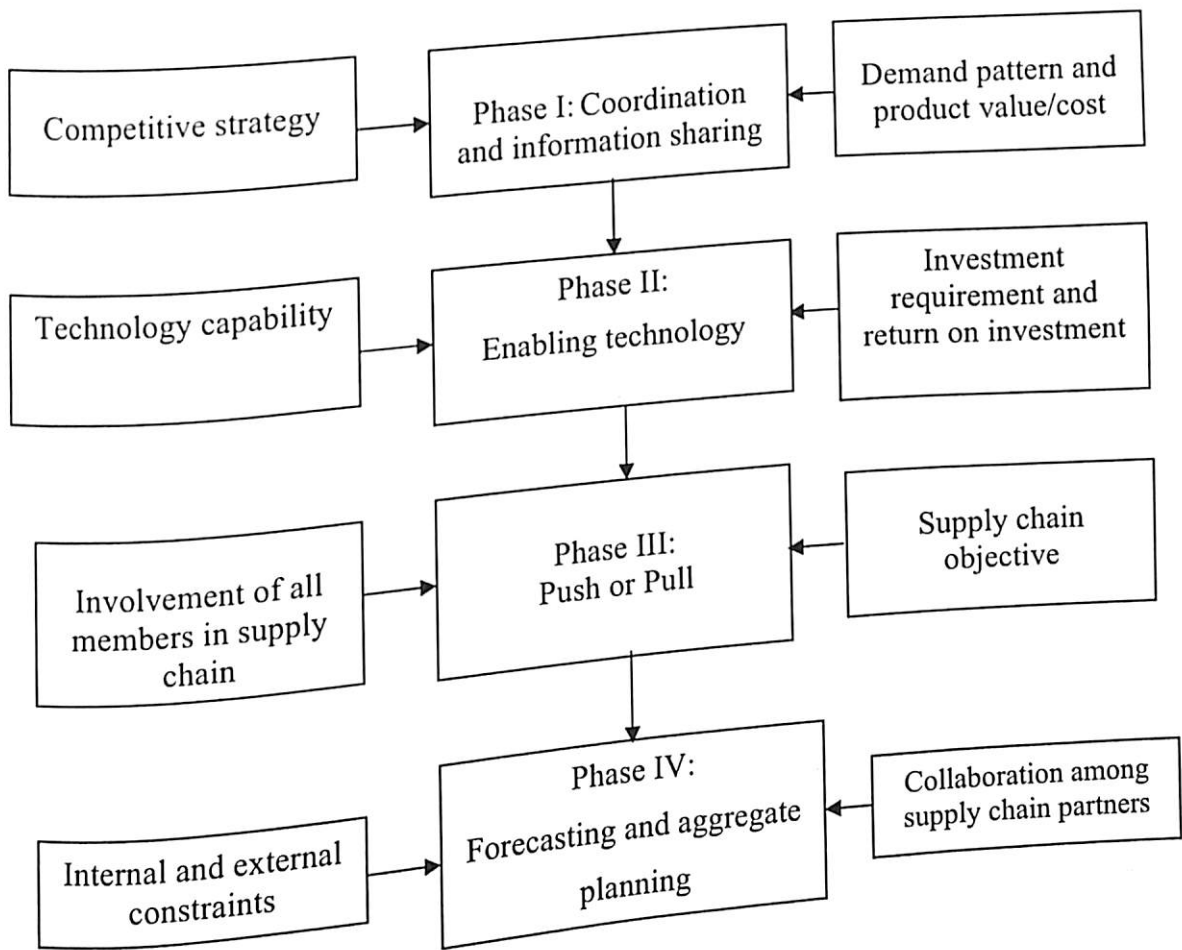 Competitive strategy
Phase I: Coordination
and information sharing
Demand pattern and
product value/cost
Technology capability
Phase II:
Enabling technology
Investment
requirement and
return on investment
Involvement of all
members in supply
chain
Phase III:
Push or Pull
Supply chain
objective
Internal and external
constraints
Phase IV:
Forecasting and aggregate
planning
Collaboration among
supply chain partners